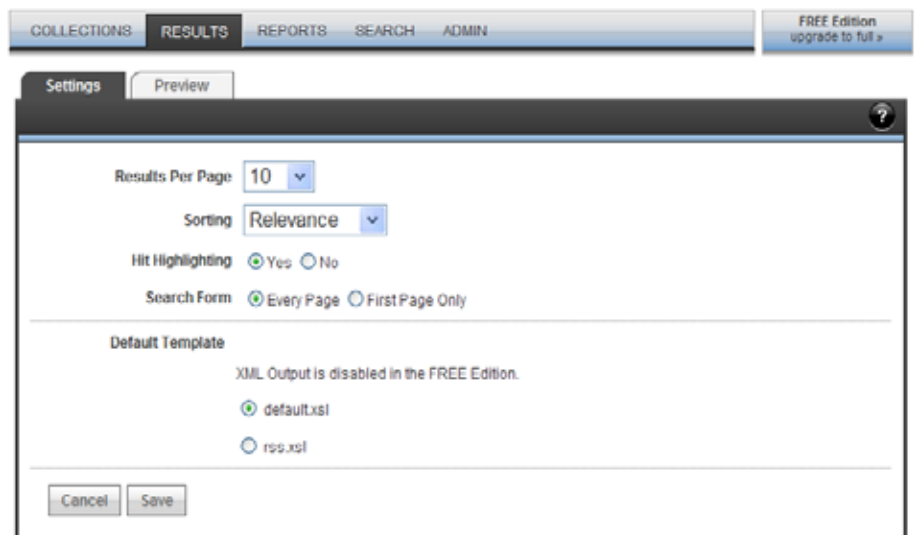 COLLECTIONS RESULTS REPORTS SEARCH ADMIN
FREE Edition
upgrade to full »
Settings Preview
?
Results Per Page 10
Sorting Relevance
Hit Highlighting Yes No
Search Form Every Page First Page Only
Default Template
XML Output is disabled in the FREE Edition.
default.xsl
rss.xsl
Cancel Save